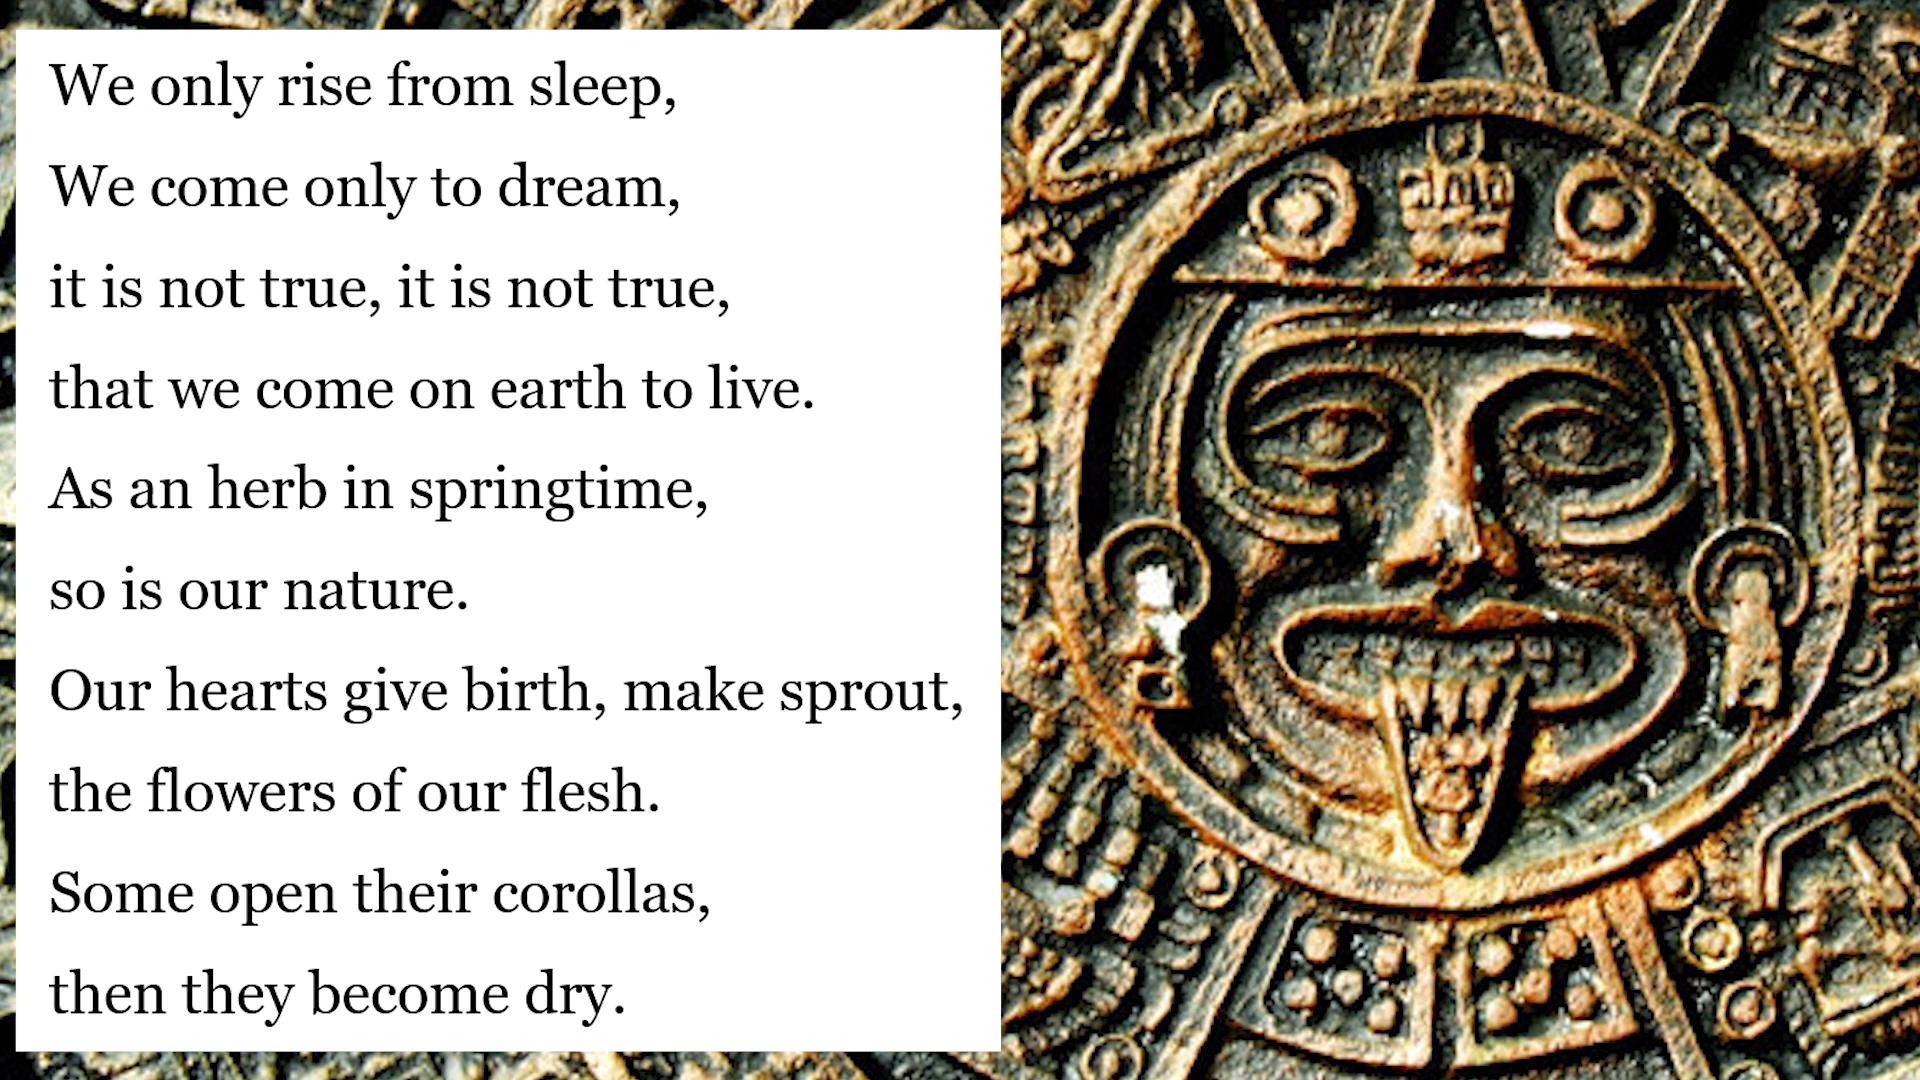 We only rise from sleep,
We come only to dream,
it is not true, it is not true,
that we come on earth to live.
As an herb in springtime,
so is our nature.
Our hearts give birth, make sprout,
the flowers of our flesh.
Some open their corollas,
then they become dry.